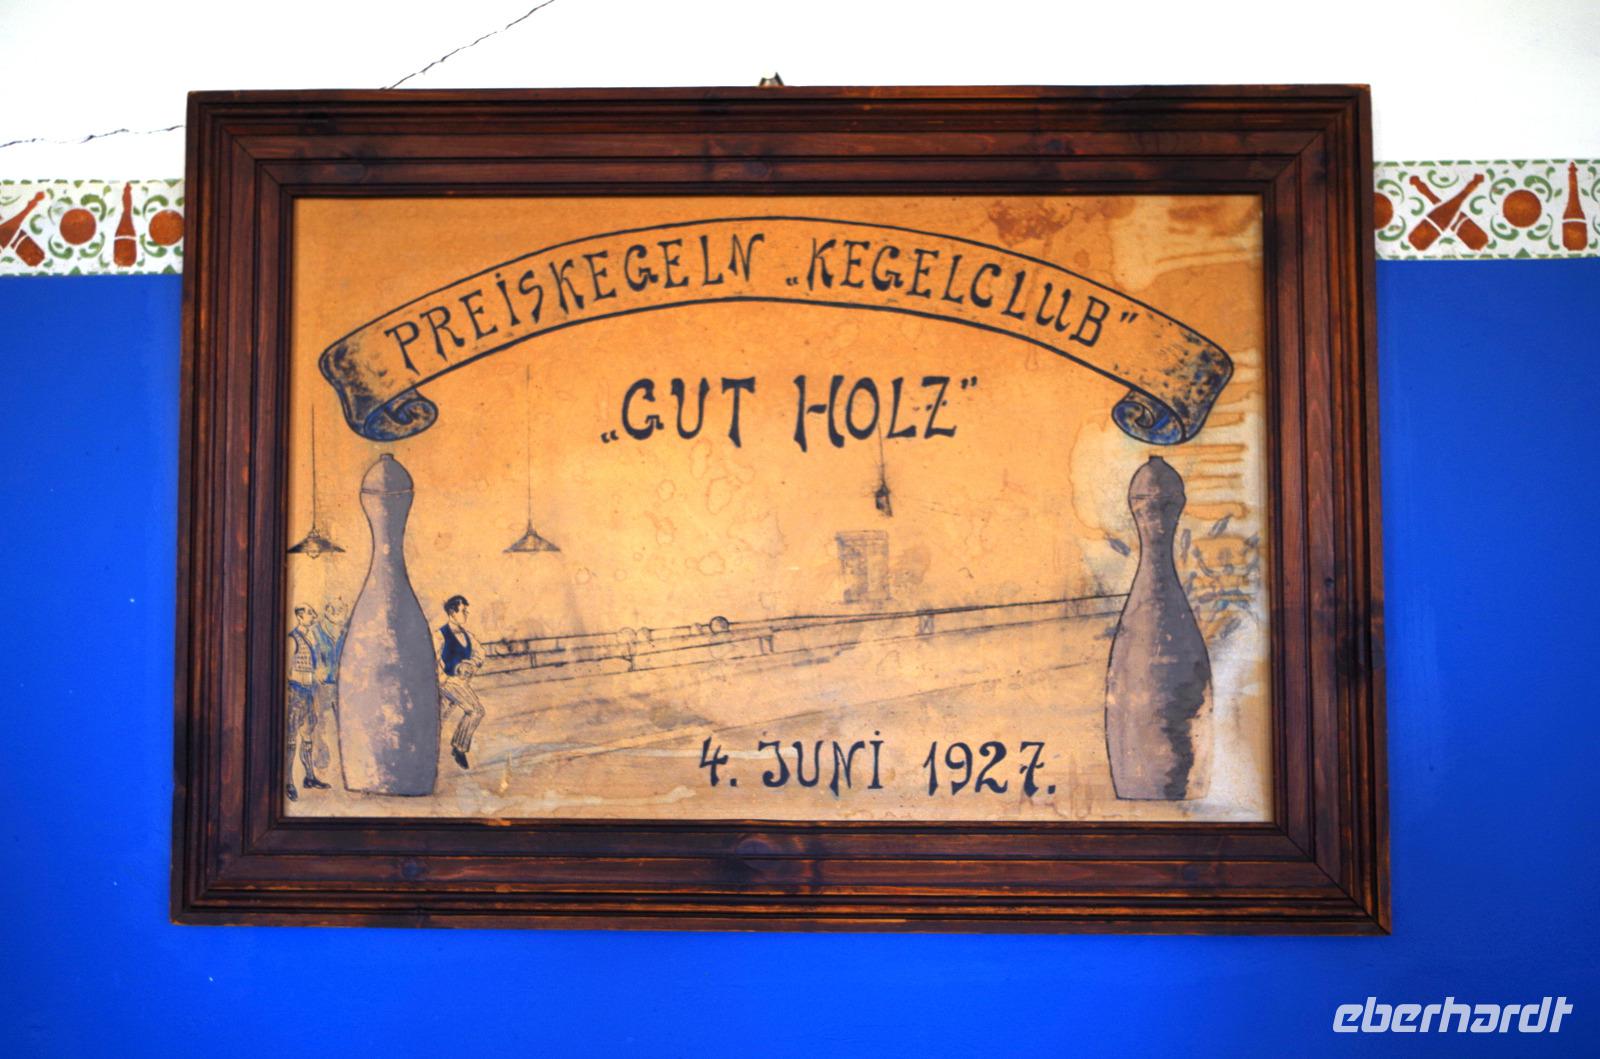 PREISKEGELN „KEGELCLUB"
„GUT HOLZ"
4. JUNI 1927.
eberhardt